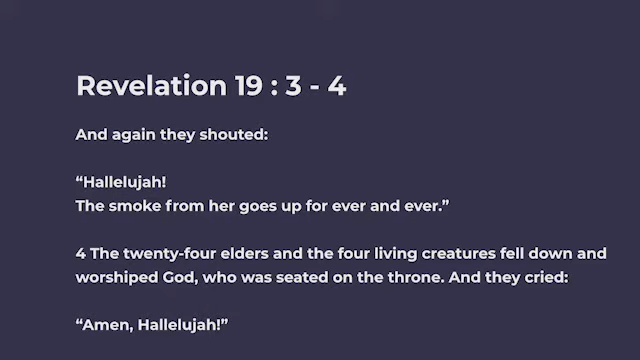 Revelation 19 : 3 - 4
And again they shouted:
“Hallelujah!
The smoke from her goes up for ever and ever.”
4 The twenty-four elders and the four living creatures fell down and
worshiped God, who was seated on the throne. And they cried:
“Amen, Hallelujah!”